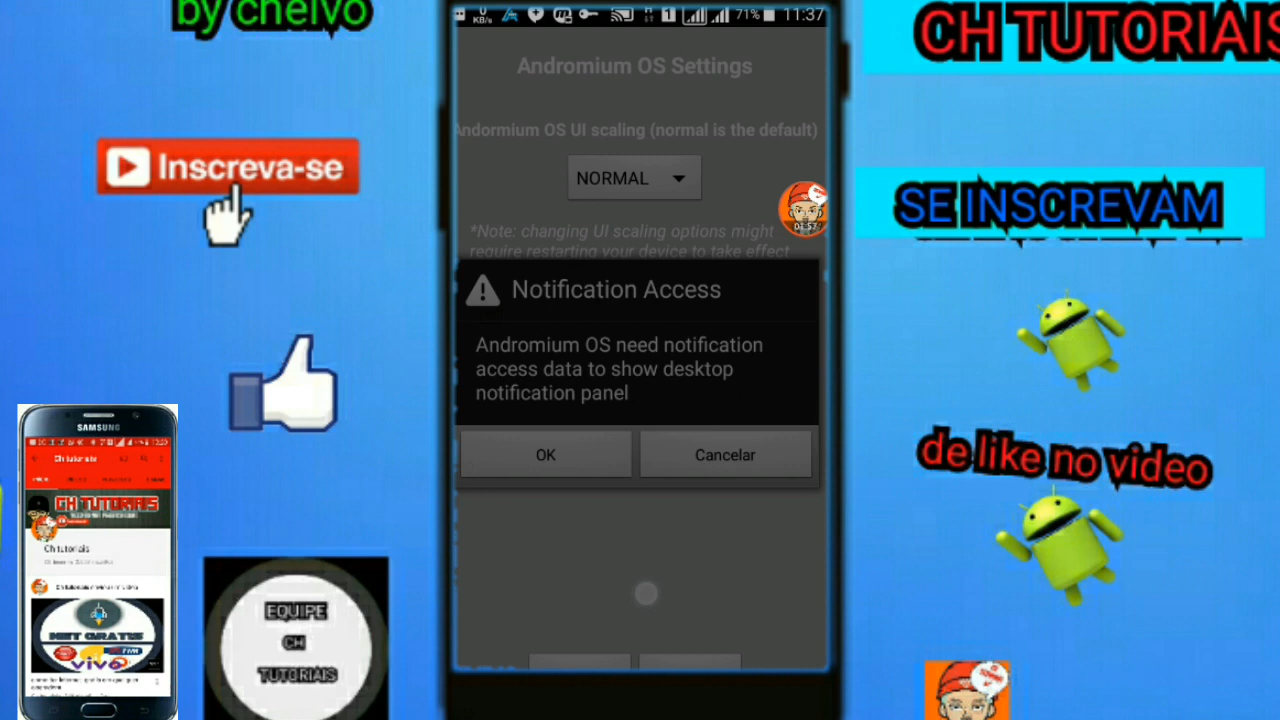 by chelvo
CH TUTORIAIS
Inscreva-se
SE INSCREVAM
de like no video
71% 11:37
KB/s
Andromium OS Settings
Andormium OS UI scaling (normal is the default)
NORMAL
*Note: changing UI scaling options might
require restarting your device to take effect
Notification Access
Andromium OS need notification
access data to show desktop
notification panel
OK
Cancelar
SAMSUNG
Ch tutoriais
CH TUTORIAIS
Ch tutoriais
NET GRATIS
vivo
EQUIPE
CH
TUTORIAIS